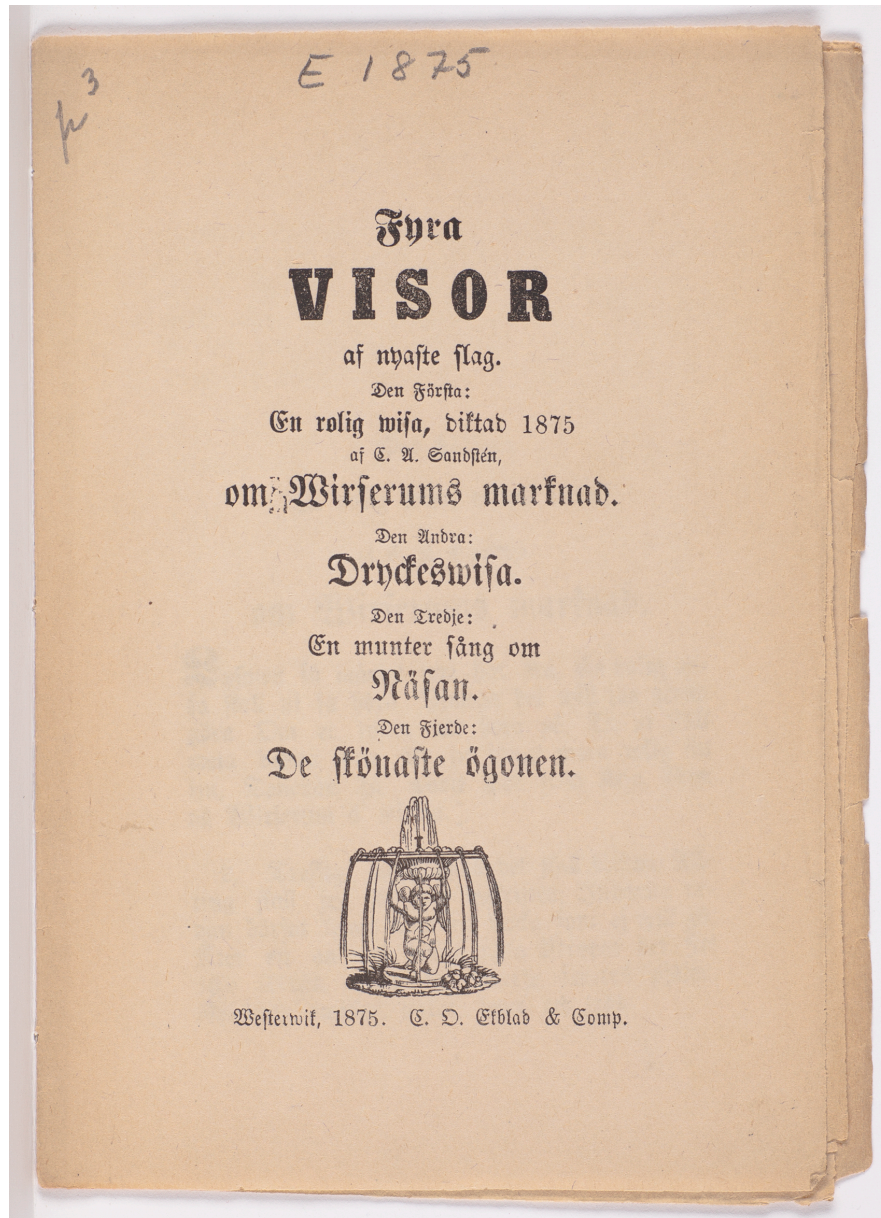 E 1875
Fyra
VISOR
af nyaste slag.
Den Första:
En rolig wisa, diktad 1875
af C. A. Sandstén,
om Wirserums marknad.
Den Andra:
Dryckeswisa.
Den Tredje:
En munter sång om
Näsan.
Den Fjerde:
De skönaste ögonen.
Westerwik, 1875. C. O. Ekblad & Comp.